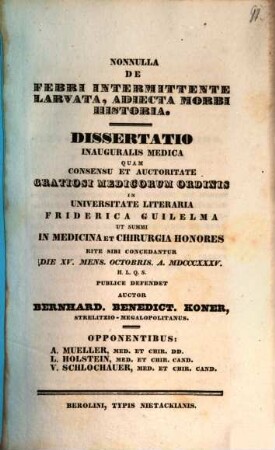 NONNULLA
DE
FEBRI INTERMITTENTE
LARVATA, ADIECTA MORBI
HISTORIA.
DISSERTATIO
INAUGURALIS MEDICA
QUAM
CONSENSU ET AUCTORITATE
GRATIOSI MEDICORUM ORDINIS
IN
UNIVERSITATE LITERARIA
FRIDERICA GUILELMA
UT SUMMI
IN MEDICINA ET CHIRURGIA HONORES
RITE SIBI CONCEDANTUR
DIE XV. MENS. OCTOBRIS. A. MDCCCXXXV.
H. L. Q. S.
PUBLICE DEFENDET
AUCTOR
BERNHARD. BENEDICT. KONER,
STRELITZIO-MEGALOPOLITANUS.
OPPONENTIBUS:
A. MUELLER, MED. ET CHIR. DD.
L. HOLSTEIN, MED. ET CHIR. CAND.
V. SCHLOCHAUER, MED. ET CHIR. CAND.
BEROLINI, TYPIS NIETACKIANIS.